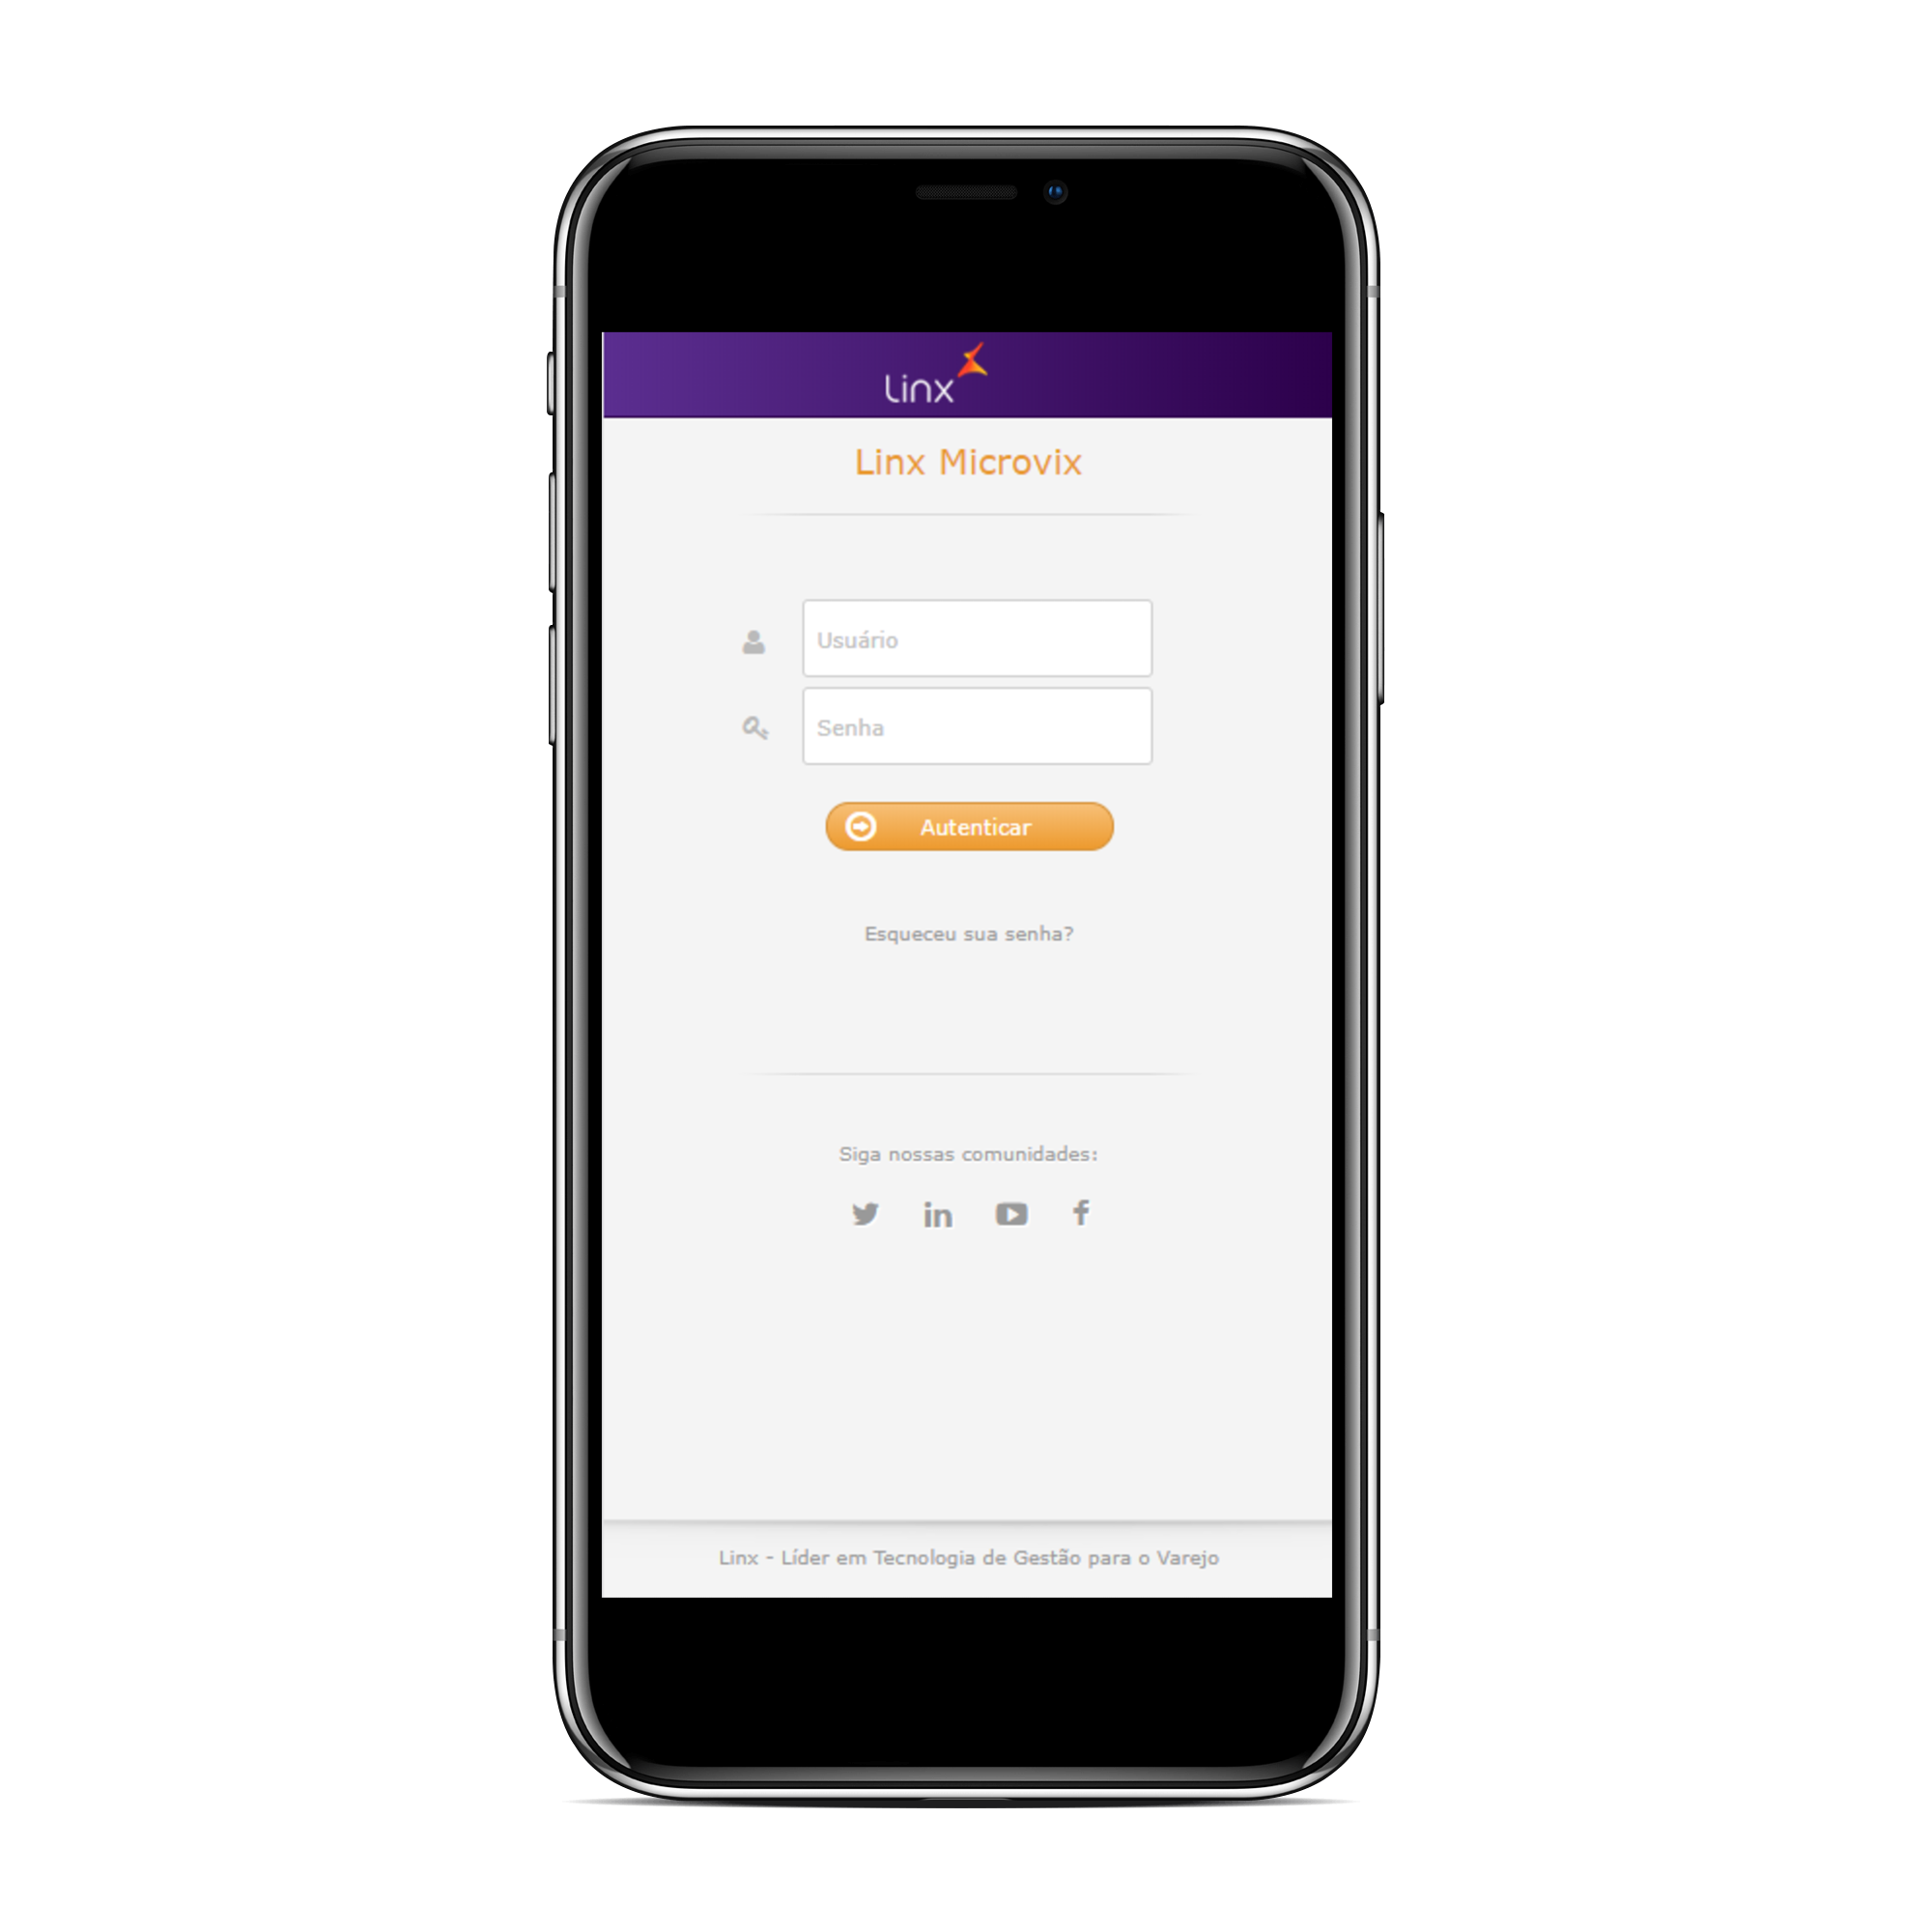 Linx
Linx Microvix
Usuário
Senha
Autenticar
Esqueceu sua senha?
Siga nossas comunidades:
Linx - Líder em Tecnologia de Gestão para o Varejo